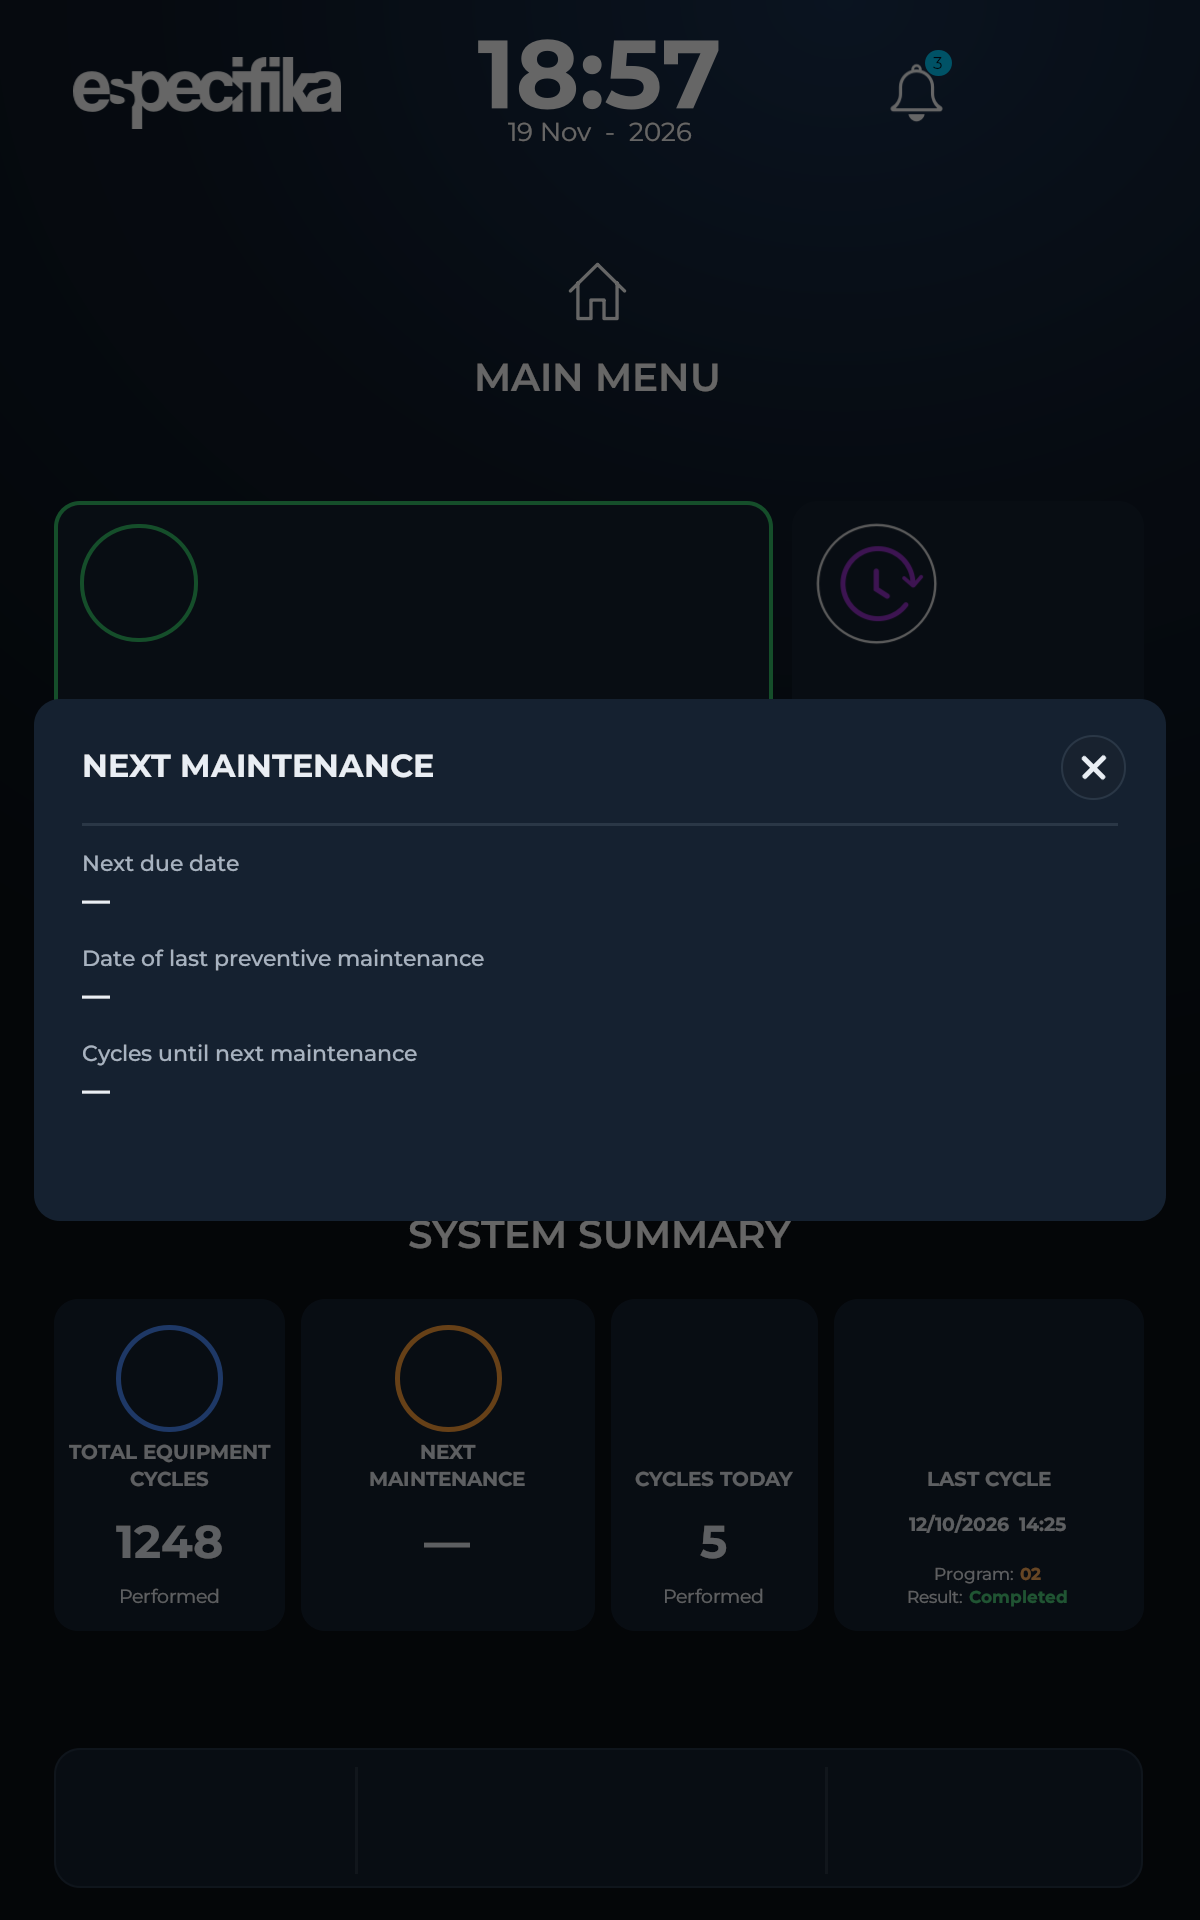 especifika
18:57
19 Nov - 2026
3
MAIN MENU
NEXT MAINTENANCE
Next due date
—
Date of last preventive maintenance
—
Cycles until next maintenance
—
SYSTEM SUMMARY
TOTAL EQUIPMENT
CYCLES
1248
Performed
NEXT
MAINTENANCE
—
CYCLES TODAY
5
Performed
LAST CYCLE
12/10/2026 14:25
Program: 02
Result: Completed